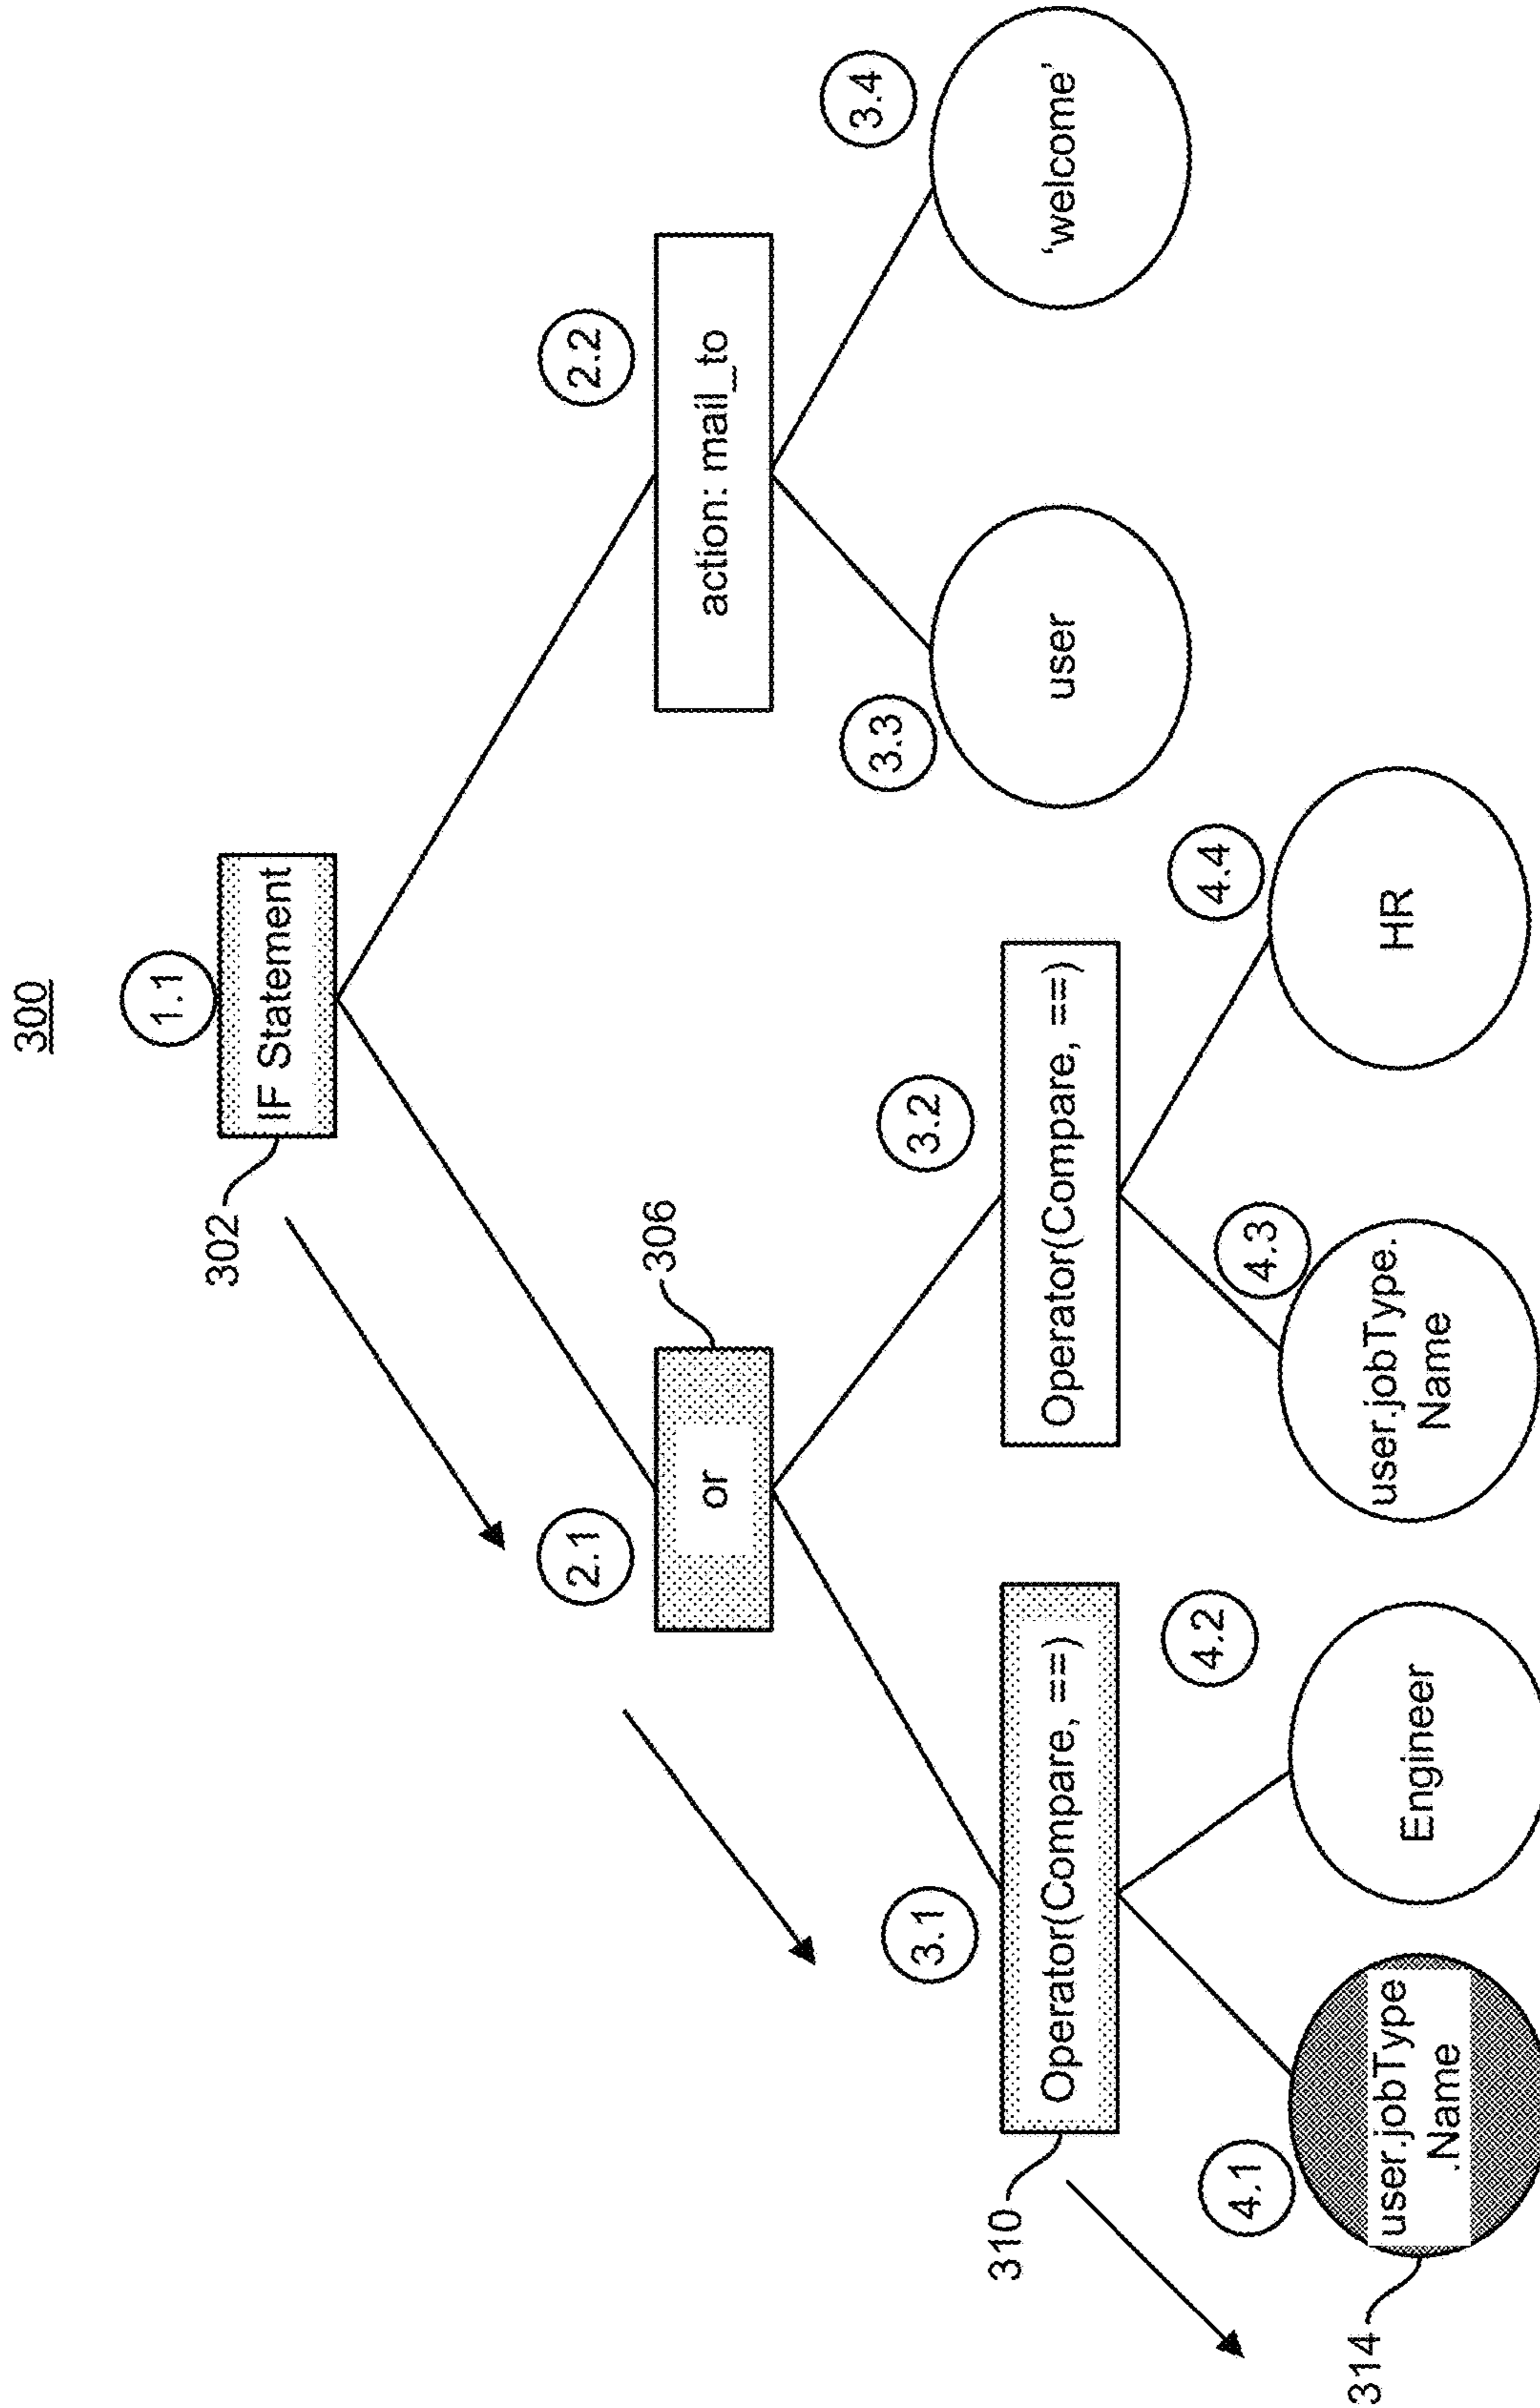 300
1.1
IF Statement
302
2.1
or
306
2.2
action: mail_to
3.1
Operator(Compare, ==)
310
3.2
Operator(Compare, ==)
3.3
user
3.4
‘welcome’
4.1
user.jobType
.Name
314
4.2
Engineer
4.3
user.jobType.
Name
4.4
HR